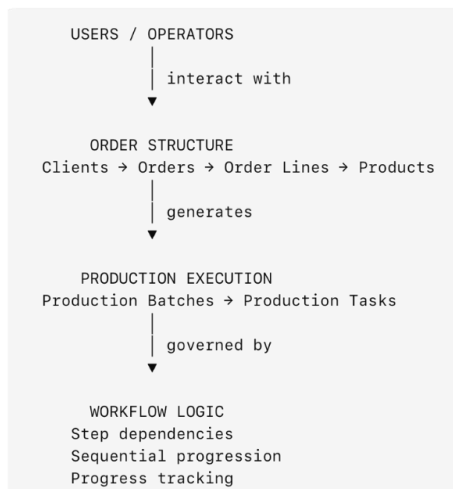 USERS / OPERATORS
interact with
ORDER STRUCTURE
Clients → Orders → Order Lines → Products
generates
PRODUCTION EXECUTION
Production Batches → Production Tasks
governed by
WORKFLOW LOGIC
Step dependencies
Sequential progression
Progress tracking